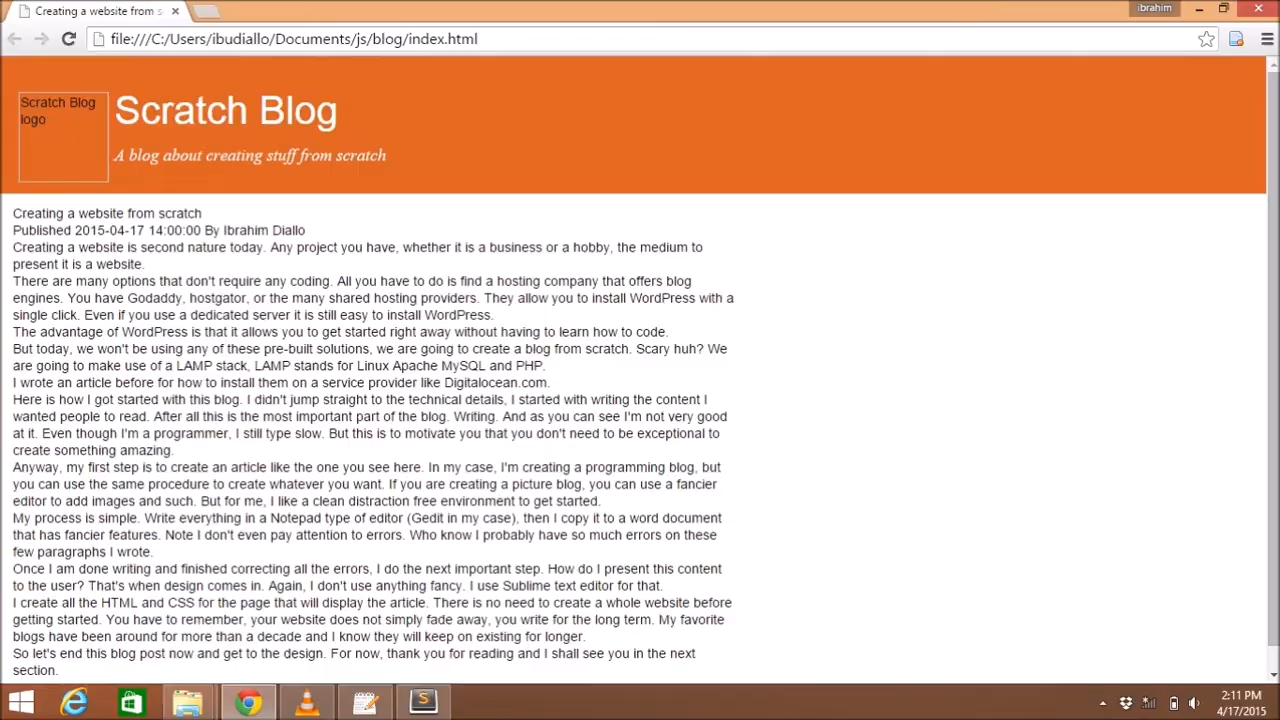 Creating a website from s
ibrahim
file:///C:/Users/ibudiallo/Documents/js/blog/index.html
Scratch Blog
logo
Scratch Blog
A blog about creating stuff from scratch
Creating a website from scratch
Published 2015-04-17 14:00:00 By Ibrahim Diallo
Creating a website is second nature today. Any project you have, whether it is a business or a hobby, the medium to
present it is a website.
There are many options that don't require any coding. All you have to do is find a hosting company that offers blog
engines. You have Godaddy, hostgator, or the many shared hosting providers. They allow you to install WordPress with a
single click. Even if you use a dedicated server it is still easy to install WordPress.
The advantage of WordPress is that it allows you to get started right away without having to learn how to code.
But today, we won't be using any of these pre-built solutions, we are going to create a blog from scratch. Scary huh? We
are going to make use of a LAMP stack, LAMP stands for Linux Apache MySQL and PHP.
I wrote an article before for how to install them on a service provider like Digitalocean.com.
Here is how I got started with this blog. I didn't jump straight to the technical details, I started with writing the content I
wanted people to read. After all this is the most important part of the blog. Writing. And as you can see I'm not very good
at it. Even though I'm a programmer, I still type slow. But this is to motivate you that you don't need to be exceptional to
create something amazing.
Anyway, my first step is to create an article like the one you see here. In my case, I'm creating a programming blog, but
you can use the same procedure to create whatever you want. If you are creating a picture blog, you can use a fancier
editor to add images and such. But for me, I like a clean distraction free environment to get started.
My process is simple. Write everything in a Notepad type of editor (Gedit in my case), then I copy it to a word document
that has fancier features. Note I don't even pay attention to errors. Who know I probably have so much errors on these
few paragraphs I wrote.
Once I am done writing and finished correcting all the errors, I do the next important step. How do I present this content
to the user? That's when design comes in. Again, I don't use anything fancy. I use Sublime text editor for that.
I create all the HTML and CSS for the page that will display the article. There is no need to create a whole website before
getting started. You have to remember, your website does not simply fade away, you write for the long term. My favorite
blogs have been around for more than a decade and I know they will keep on existing for longer.
So let's end this blog post now and get to the design. For now, thank you for reading and I shall see you in the next
section.
2:11 PM
4/17/2015